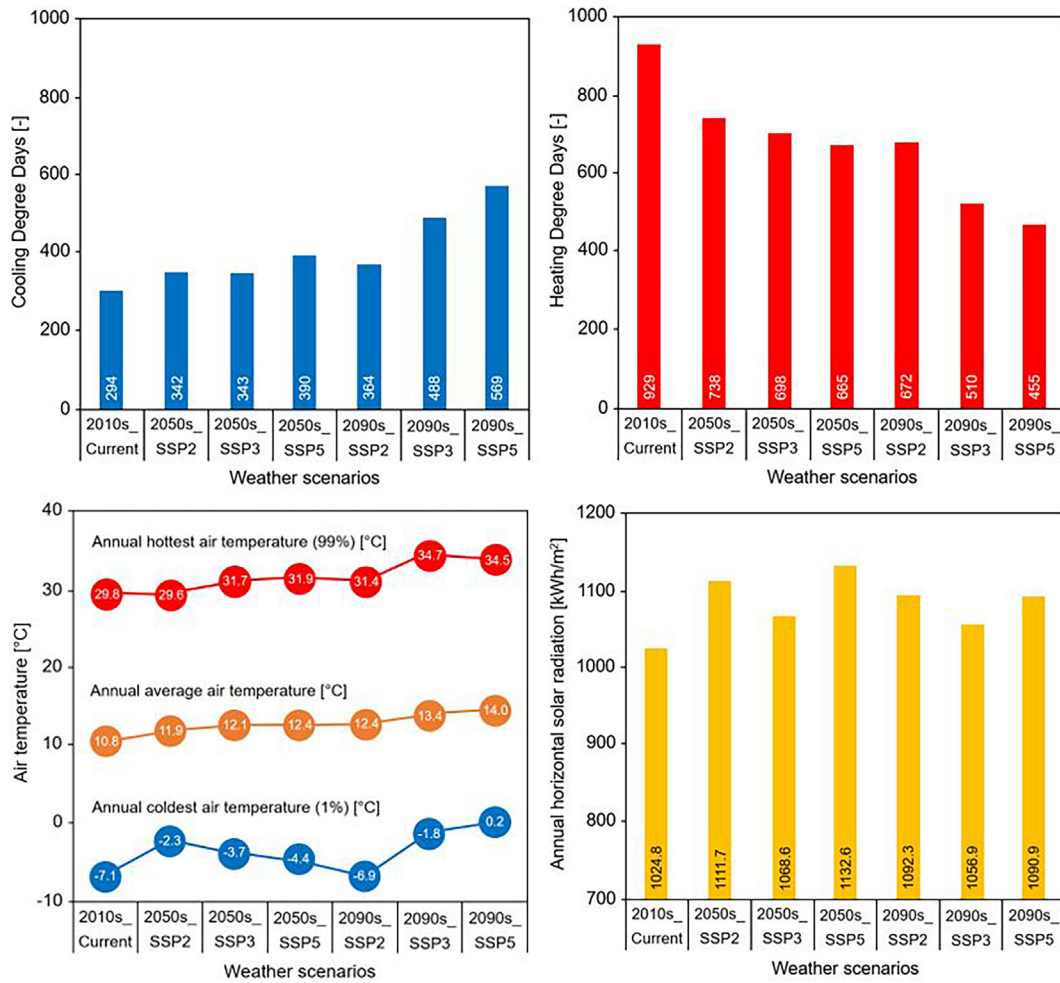 Cooling Degree Days [-]
1000
800
600
400
200
0
294
342
343
390
364
488
569
2010s_ 2050s_ 2050s_ 2050s_ 2090s_ 2090s_ 2090s_
Current SSP2 SSP3 SSP5 SSP2 SSP3 SSP5
Weather scenarios
Heating Degree Days [-]
1000
800
600
400
200
0
929
738
698
665
672
510
455
2010s_ 2050s_ 2050s_ 2050s_ 2090s_ 2090s_ 2090s_
Current SSP2 SSP3 SSP5 SSP2 SSP3 SSP5
Weather scenarios
Air temperature [°C]
40
30
20
10
0
-10
Annual hottest air temperature (99%) [°C]
29.8 29.6 31.7 31.9 31.4 34.7 34.5
Annual average air temperature [°C]
10.8 11.9 12.1 12.4 12.4 13.4 14.0
Annual coldest air temperature (1%) [°C]
-7.1 -2.3 -3.7 -4.4 -6.9 -1.8 0.2
2010s_ 2050s_ 2050s_ 2050s_ 2090s_ 2090s_ 2090s_
Current SSP2 SSP3 SSP5 SSP2 SSP3 SSP5
Weather scenarios
Annual horizontal solar radiation [kWh/m²]
1200
1100
1000
900
800
700
1024.8
1111.7
1068.6
1132.6
1092.3
1056.9
1090.9
2010s_ 2050s_ 2050s_ 2050s_ 2090s_ 2090s_ 2090s_
Current SSP2 SSP3 SSP5 SSP2 SSP3 SSP5
Weather scenarios